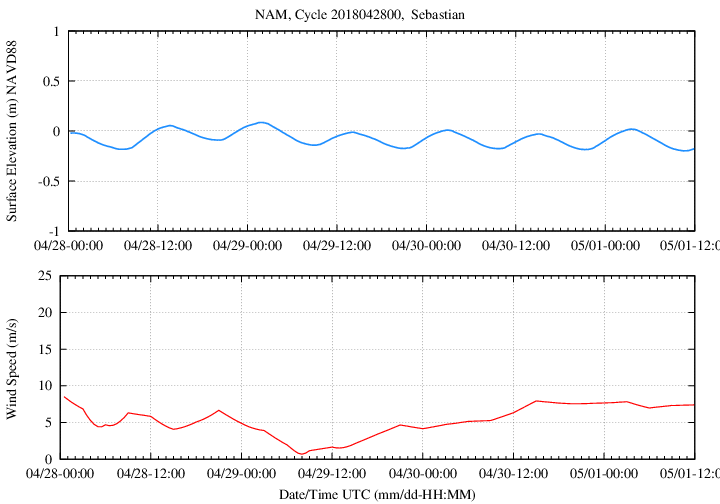 NAM, Cycle 2018042800,  Sebastian
Surface Elevation (m) NAVD88
1
0.5
0
-0.5
-1
04/28-00:00 04/28-12:00 04/29-00:00 04/29-12:00 04/30-00:00 04/30-12:00 05/01-00:00 05/01-12:00
Wind Speed (m/s)
25
20
15
10
5
0
04/28-00:00 04/28-12:00 04/29-00:00 04/29-12:00 04/30-00:00 04/30-12:00 05/01-00:00 05/01-12:0
Date/Time UTC (mm/dd-HH:MM)